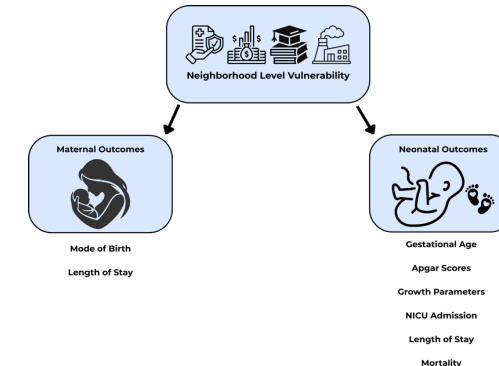 Neighborhood Level Vulnerability
Maternal Outcomes
Mode of Birth
Length of Stay
Neonatal Outcomes
Gestational Age
Apgar Scores
Growth Parameters
NICU Admission
Length of Stay
Mortality